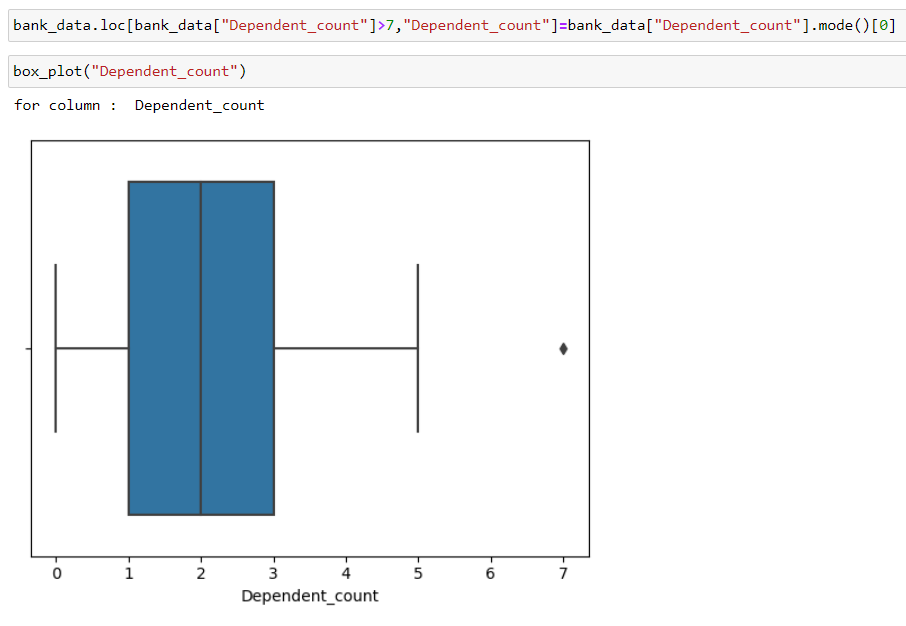 bank_data.loc[bank_data["Dependent_count"]>7,"Dependent_count"]=bank_data["Dependent_count"].mode()[0]
box_plot("Dependent_count")
for column :  Dependent_count
0 1 2 3 4 5 6 7
Dependent_count